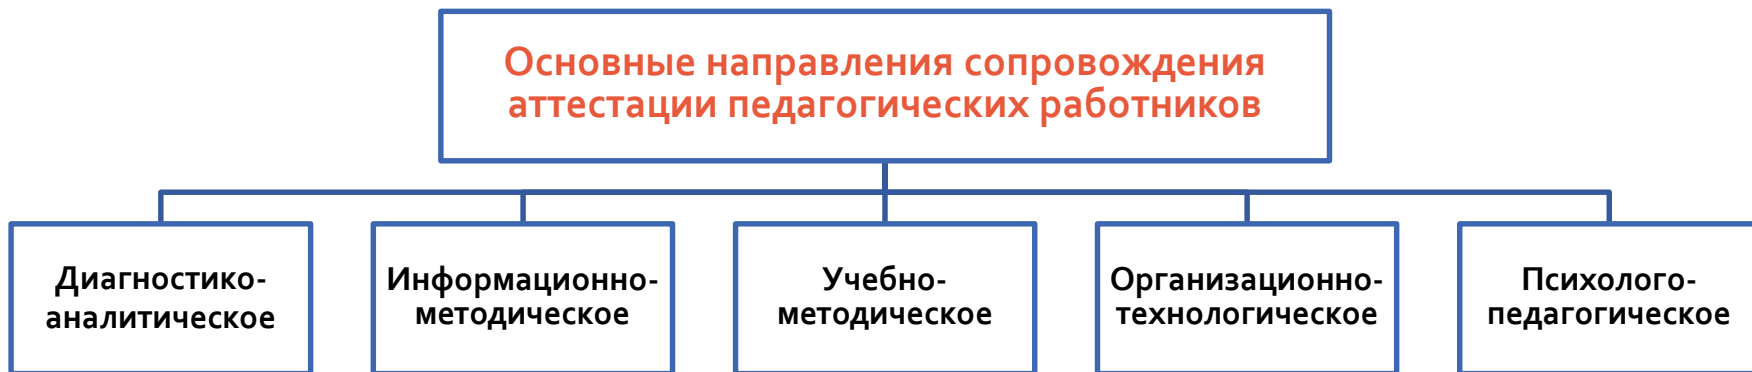 Основные направления сопровождения
аттестации педагогических работников
Диагностико-
аналитическое
Информационно-
методическое
Учебно-
методическое
Организационно-
технологическое
Психолого-
педагогическое